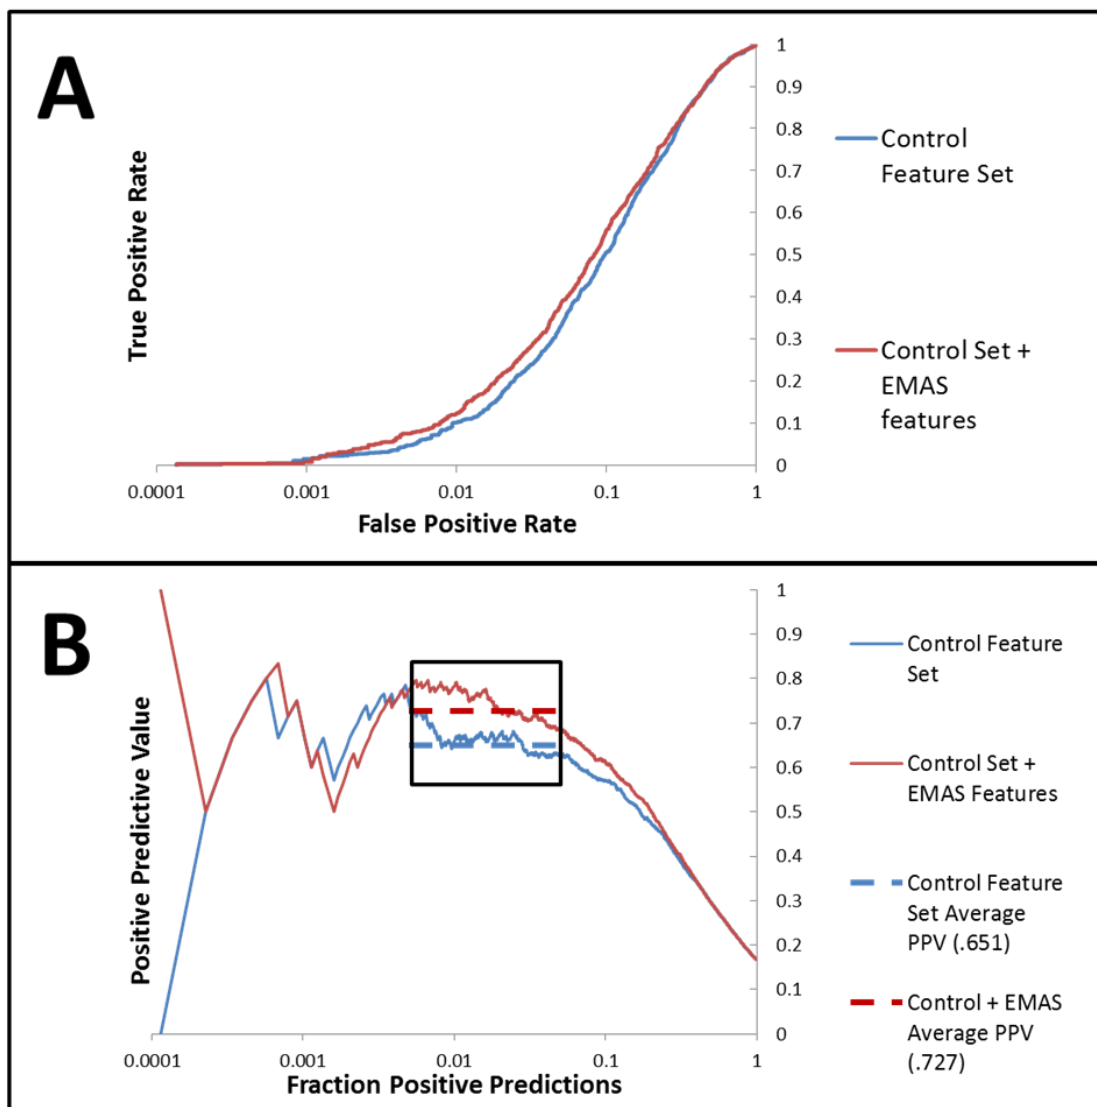 A
True Positive Rate
1
0.9
0.8
0.7
0.6
0.5
0.4
0.3
0.2
0.1
0
0.0001
0.001
0.01
0.1
1
False Positive Rate
Control
Feature Set
Control Set +
EMAS
features
B
Positive Predictive Value
1
0.9
0.8
0.7
0.6
0.5
0.4
0.3
0.2
0.1
0
0.0001
0.001
0.01
0.1
1
Fraction Positive Predictions
Control Feature
Set
Control Set +
EMAS Features
Control Feature
Set Average
PPV (.651)
Control + EMAS
Average PPV
(.727)